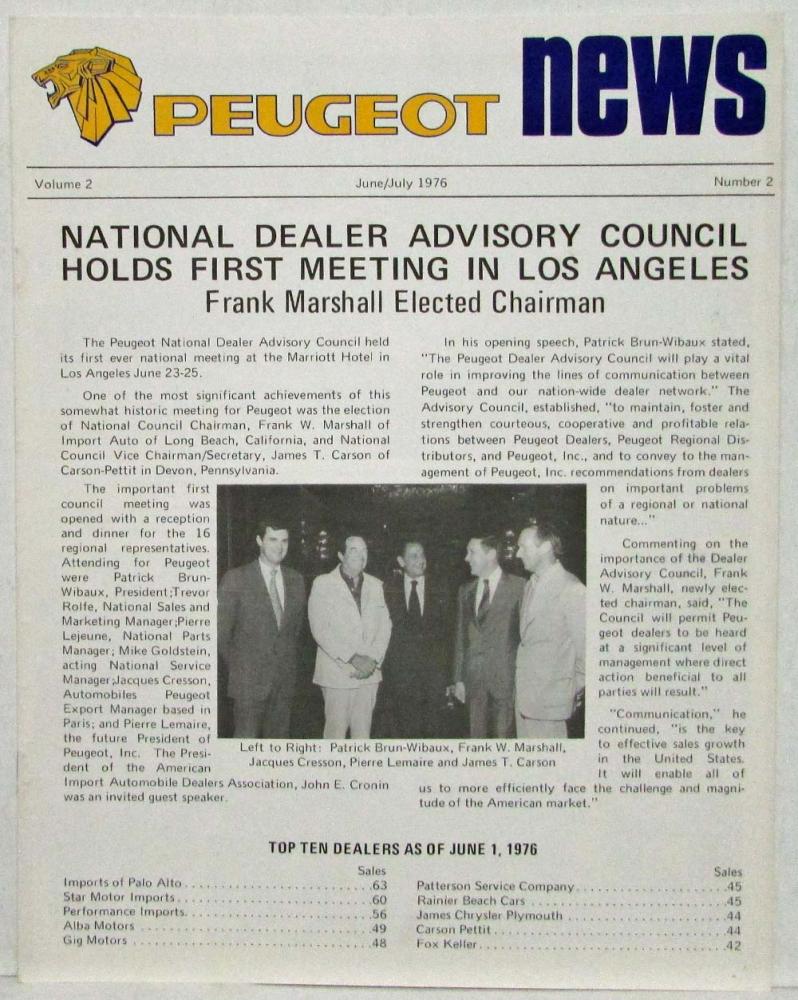 PEUGEOT news
Volume 2 June/July 1976 Number 2
NATIONAL DEALER ADVISORY COUNCIL
HOLDS FIRST MEETING IN LOS ANGELES
Frank Marshall Elected Chairman
The Peugeot National Dealer Advisory Council held
its first ever national meeting at the Marriott Hotel in
Los Angeles June 23-25.
One of the most significant achievements of this
somewhat historic meeting for Peugeot was the election
of National Council Chairman, Frank W. Marshall of
Import Auto of Long Beach, California, and National
Council Vice Chairman/Secretary, James T. Carson of
Carson-Pettit in Devon, Pennsylvania.
The important first
council meeting was
opened with a reception
and dinner for the 16
regional representatives.
Attending for Peugeot
were Patrick Brun-
Wibaux, President;Trevor
Rolfe, National Sales and
Marketing Manager;Pierre
Lejeune, National Parts
Manager; Mike Goldstein,
acting National Service
Manager;Jacques Cresson,
Automobiles Peugeot
Export Manager based in
Paris; and Pierre Lemaire,
the future President of
Peugeot, Inc. The Presi-
dent of the American
Import Automobile Dealers Association, John E. Cronin
was an invited guest speaker.
In his opening speech, Patrick Brun-Wibaux stated,
"The Peugeot Dealer Advisory Council will play a vital
role in improving the lines of communication between
Peugeot and our nation-wide dealer network." The
Advisory Council, established, "to maintain, foster and
strengthen courteous, cooperative and profitable rela-
tions between Peugeot Dealers, Peugeot Regional Dis-
tributors, and Peugeot, Inc., and to convey to the man-
agement of Peugeot, Inc. recommendations from dealers
on important problems
of a regional or national
nature..."
Commenting on the
importance of the Dealer
Advisory Council, Frank
W. Marshall, newly elec-
ted chairman, said, "The
Council will permit Peu-
geot dealers to be heard
at a significant level of
management where direct
action beneficial to all
parties will result."
"Communication," he
continued, "is the key
to effective sales growth
in the United States.
It will enable all of
us to more efficiently face the challenge and magni-
tude of the American market."
Left to Right: Patrick Brun-Wibaux, Frank W. Marshall,
Jacques Cresson, Pierre Lemaire and James T. Carson
TOP TEN DEALERS AS OF JUNE 1, 1976
Sales
Imports of Palo Alto . . . . . . . . . . . . . . . . . . . . . . . . .63
Star Motor Imports. . . . . . . . . . . . . . . . . . . . . . . . . .60
Performance Imports. . . . . . . . . . . . . . . . . . . . . . . . .56
Alba Motors . . . . . . . . . . . . . . . . . . . . . . . . . . . . .49
Gig Motors . . . . . . . . . . . . . . . . . . . . . . . . . . . . . .48
Sales
Patterson Service Company. . . . . . . . . . . . . . . . . . . .45
Rainier Beach Cars . . . . . . . . . . . . . . . . . . . . . . . . .45
James Chrysler Plymouth . . . . . . . . . . . . . . . . . . . . .44
Carson Pettit . . . . . . . . . . . . . . . . . . . . . . . . . . . .44
Fox Keller. . . . . . . . . . . . . . . . . . . . . . . . . . . . . .42